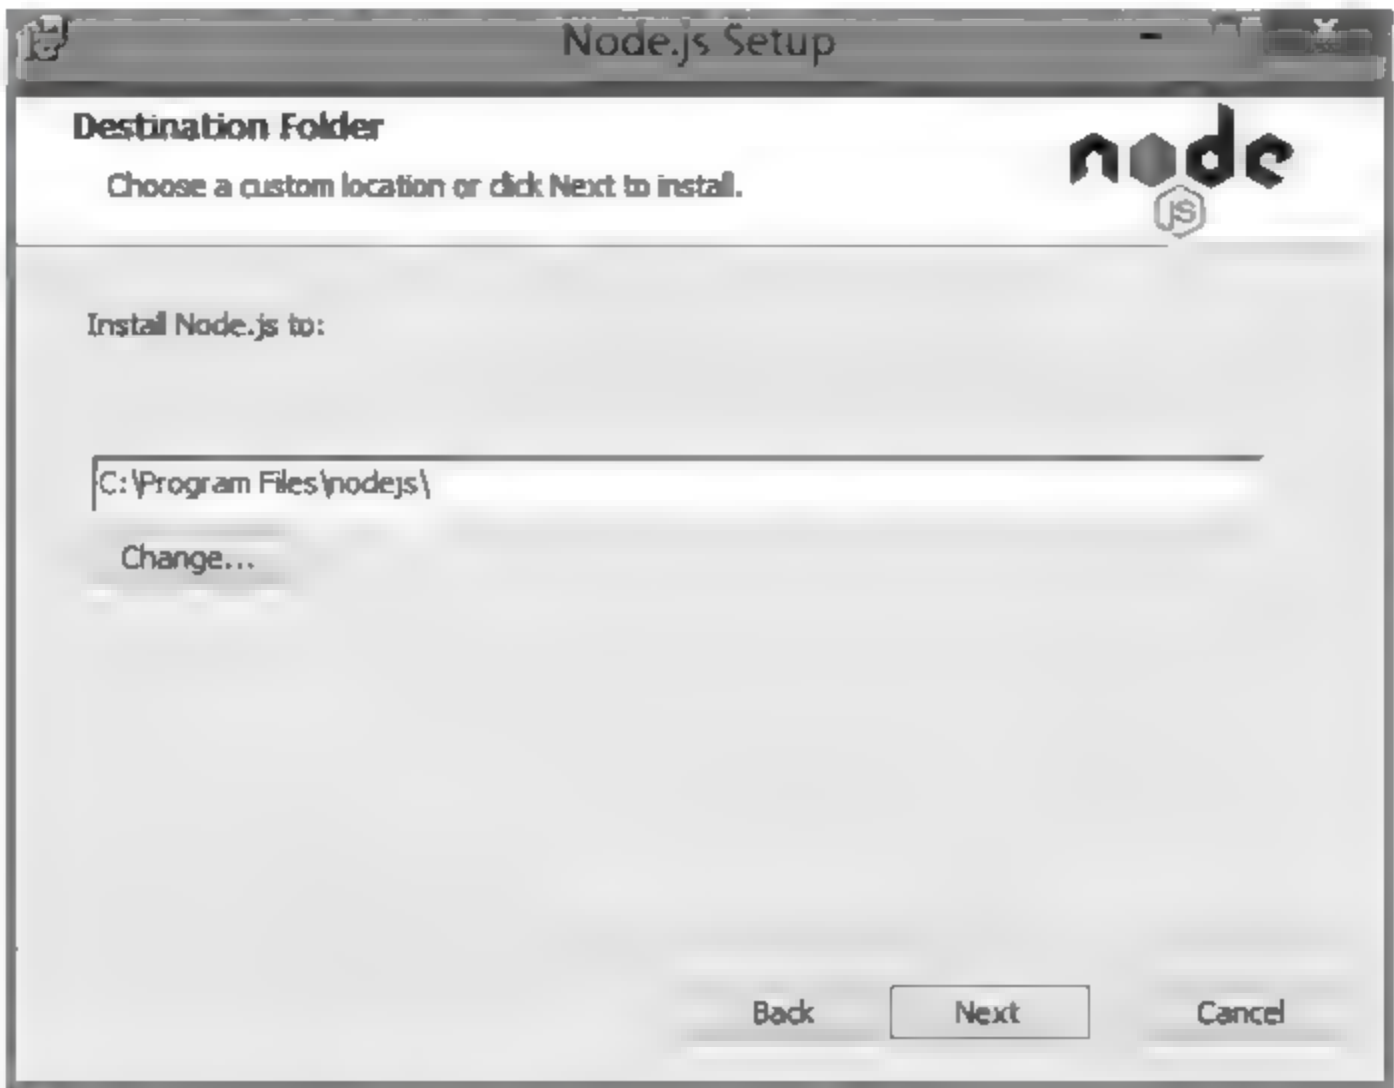 Node.js Setup
Destination Folder
Choose a custom location or click Next to install.
node
JS
Install Node.js to:
C:\Program Files\nodejs\
Change...
Back Next Cancel